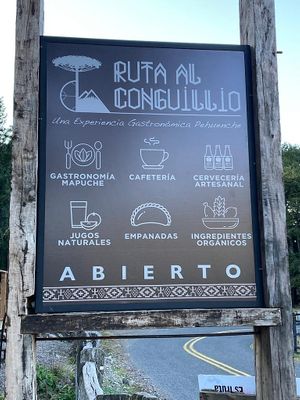 RUTA AL
CONGUILLIO
Una Experiencia Gastronómica Pehuenche
GASTRONOMÍA
MAPUCHE
CAFETERÍA
CERVECERÍA
ARTESANAL
JUGOS
NATURALES
EMPANADAS
INGREDIENTES
ORGÁNICOS
ABIERTO